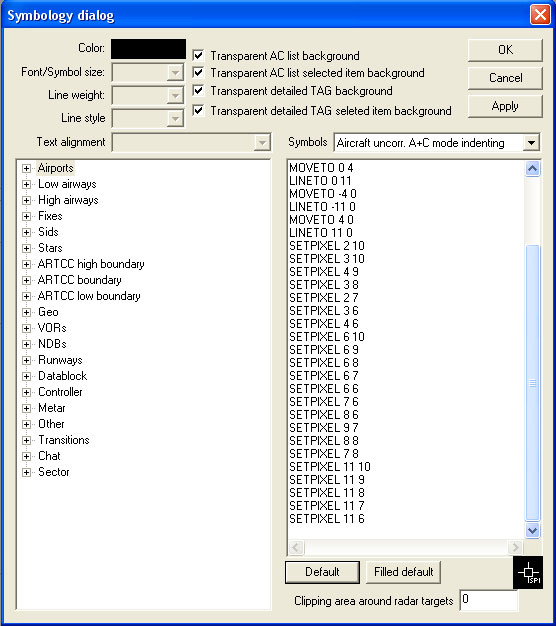 Symbology dialog
Color:
Font/Symbol size:
Line weight:
Line style
Text alignment
Transparent AC list background
Transparent AC list selected item background
Transparent detailed TAG background
Transparent detailed TAG seleted item background
OK
Cancel
Apply
Symbols
Aircraft uncorr. A+C mode indenting
Airports
Low airways
High airways
Fixes
Sids
Stars
ARTCC high boundary
ARTCC boundary
ARTCC low boundary
Geo
VORs
NDBs
Runways
Datablock
Controller
Metar
Other
Transitions
Chat
Sector
MOVETO 0 4
LINETO 0 11
MOVETO -4 0
LINETO -11 0
MOVETO 4 0
LINETO 11 0
SETPIXEL 2 10
SETPIXEL 3 10
SETPIXEL 4 9
SETPIXEL 3 8
SETPIXEL 2 7
SETPIXEL 3 6
SETPIXEL 4 6
SETPIXEL 6 10
SETPIXEL 6 9
SETPIXEL 6 8
SETPIXEL 6 7
SETPIXEL 6 6
SETPIXEL 7 6
SETPIXEL 8 6
SETPIXEL 9 7
SETPIXEL 8 8
SETPIXEL 7 8
SETPIXEL 11 10
SETPIXEL 11 9
SETPIXEL 11 8
SETPIXEL 11 7
SETPIXEL 11 6
Default
Filled default
SPI
Clipping area around radar targets
0